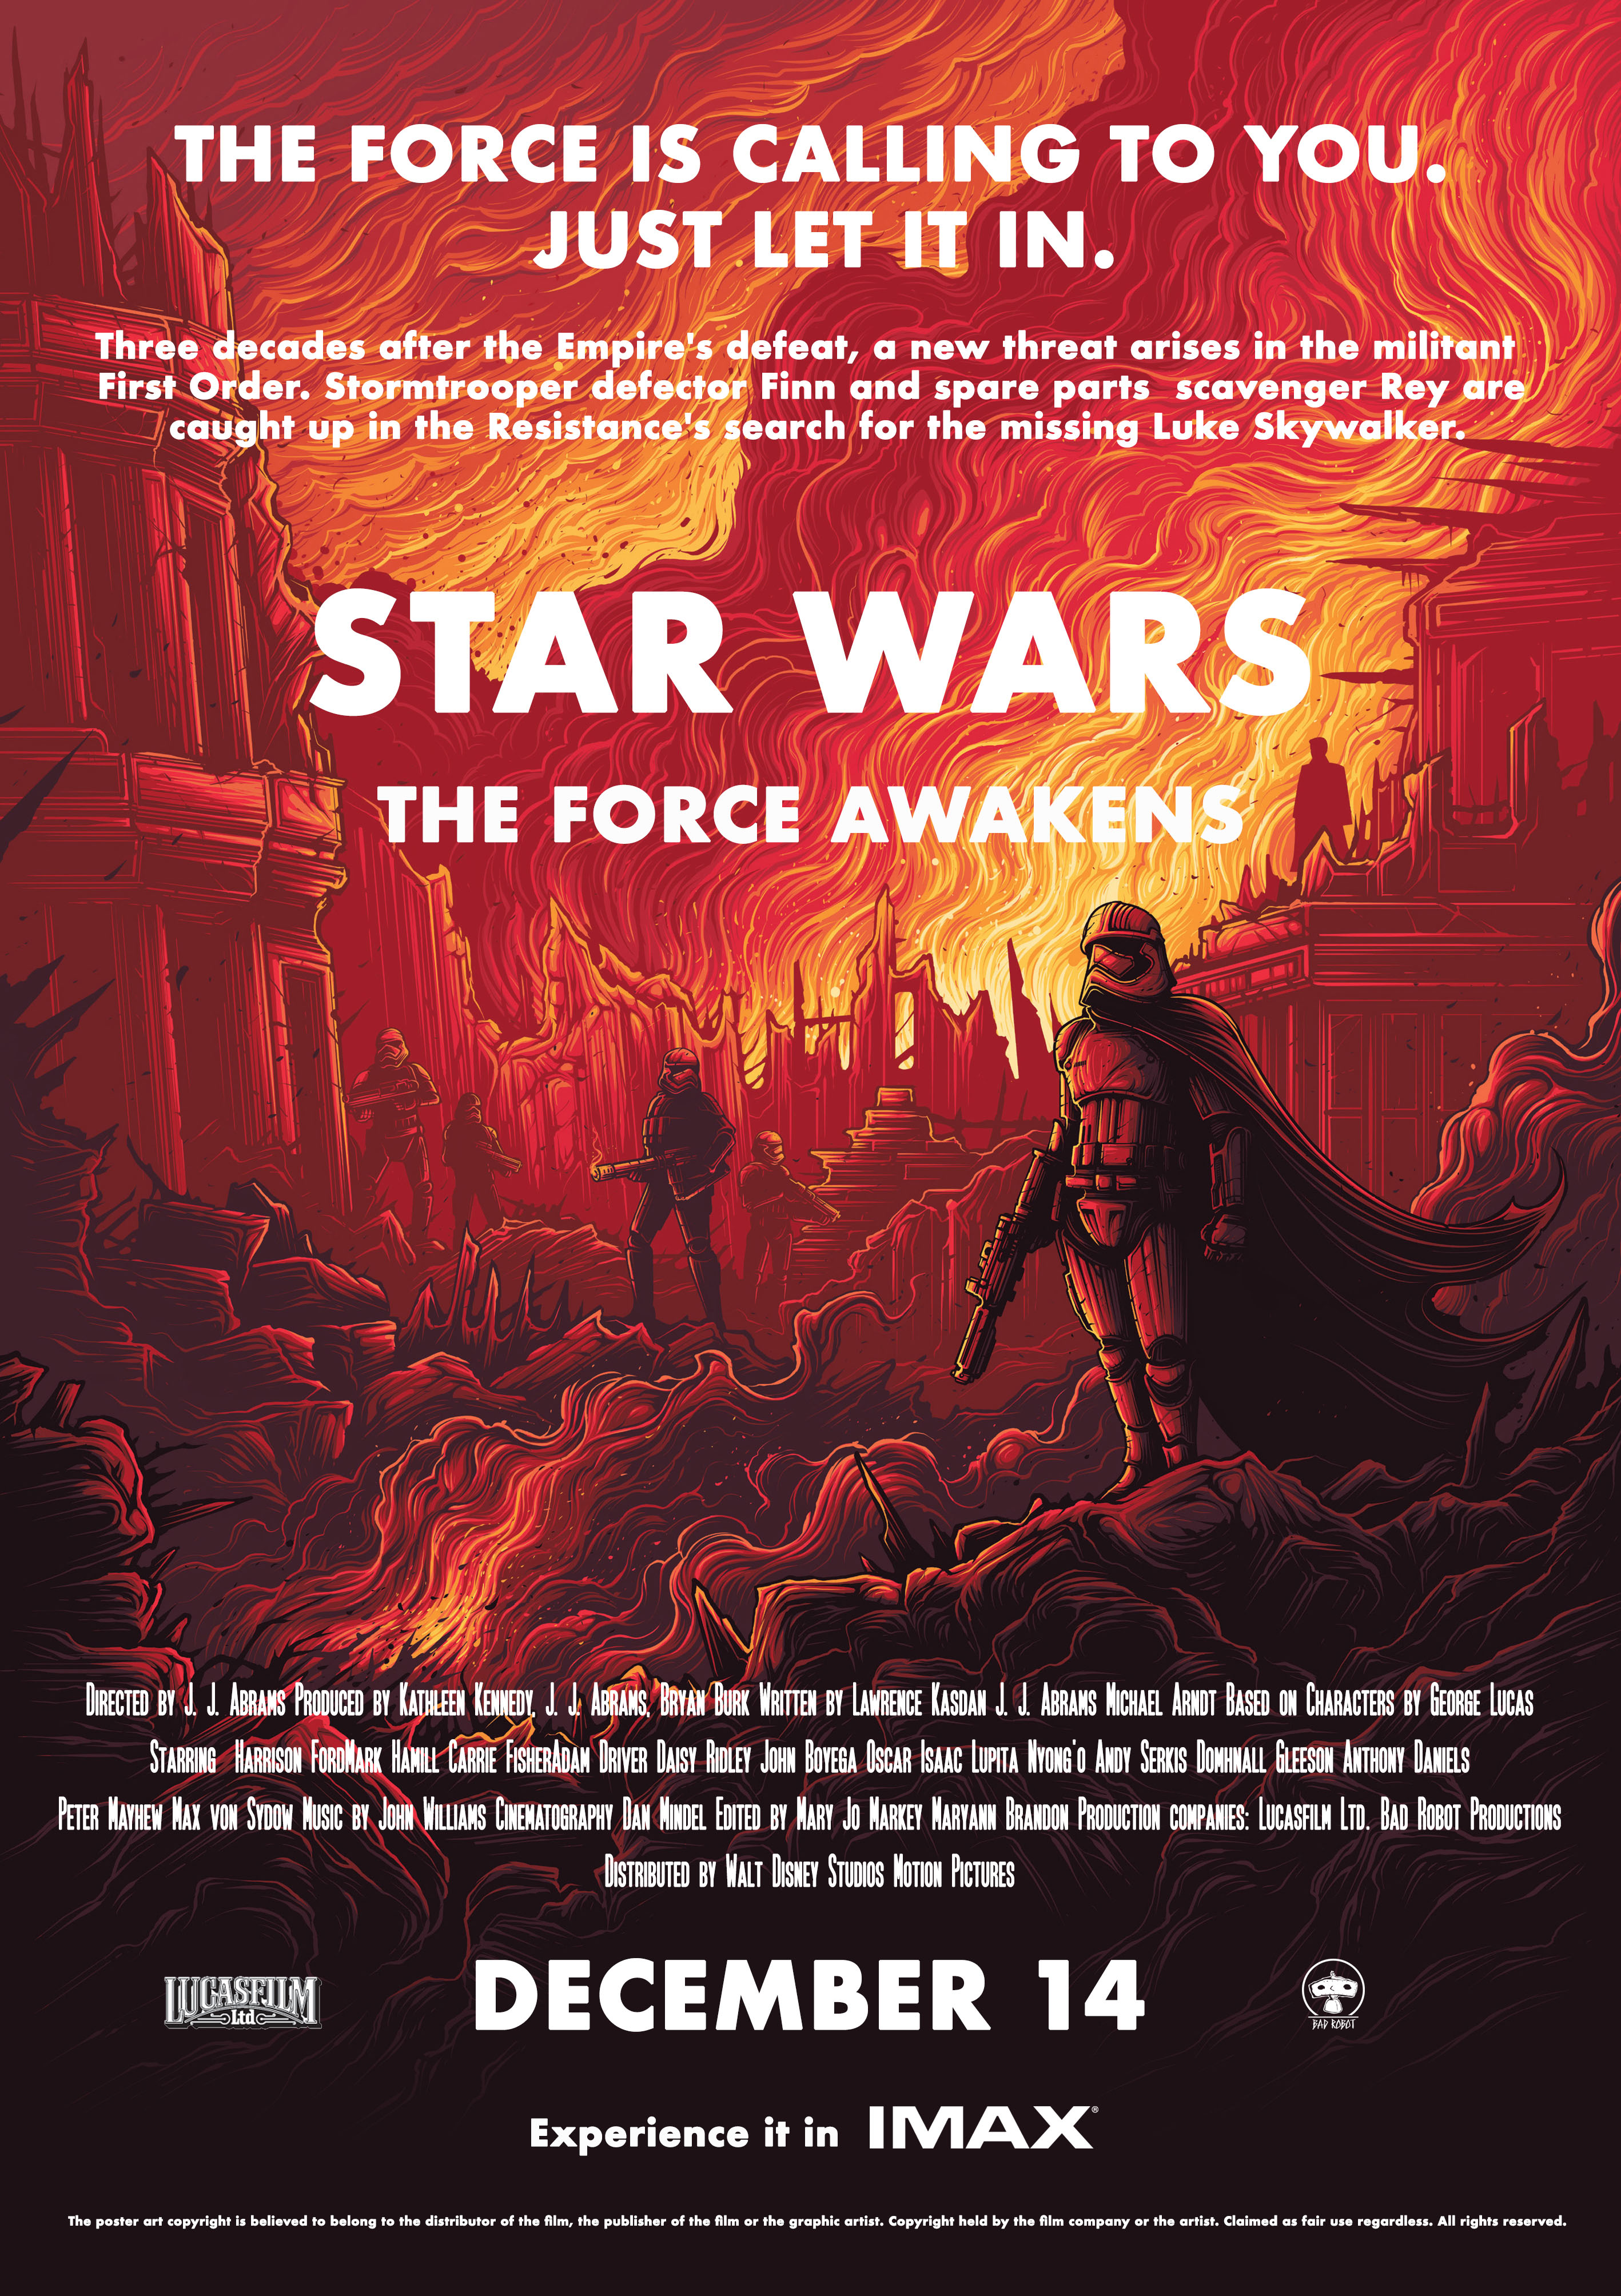 THE FORCE IS CALLING TO YOU.
JUST LET IT IN.
Three decades after the Empire's defeat, a new threat arises in the militant
First Order. Stormtrooper defector Finn and spare parts  scavenger Rey are
caught up in the Resistance's search for the missing Luke Skywalker.
STAR WARS
THE FORCE AWAKENS
Directed by J. J. Abrams Produced by Kathleen Kennedy, J. J. Abrams, Bryan Burk Written by Lawrence Kasdan J. J. Abrams Michael Arndt Based on Characters by George Lucas
Starring  Harrison FordMark Hamill Carrie FisherAdam Driver Daisy Ridley John Boyega Oscar Isaac Lupita Nyong'o Andy Serkis Domhnall Gleeson Anthony Daniels
Peter Mayhew Max von Sydow Music by John Williams Cinematography Dan Mindel Edited by Mary Jo Markey Maryann Brandon Production companies: Lucasfilm Ltd. Bad Robot Productions
Distributed by Walt Disney Studios Motion Pictures
LUCASFILM
Ltd
DECEMBER 14
BAD ROBOT
Experience it in IMAX®
The poster art copyright is believed to belong to the distributor of the film, the publisher of the film or the graphic artist. Copyright held by the film company or the artist. Claimed as fair use regardless. All rights reserved.